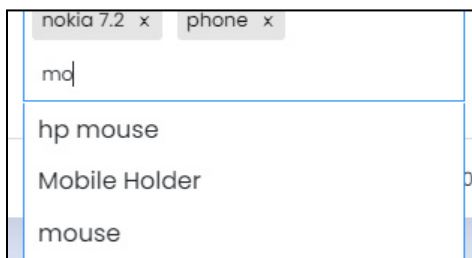 nokia 7.2 x phone x
mo
hp mouse
Mobile Holder
mouse